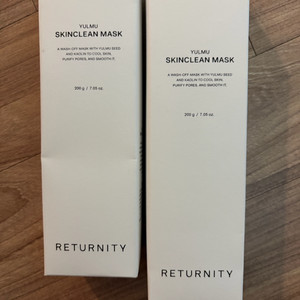 YULMU
SKINCLEAN MASK
A WASH-OFF MASK WITH YULMU SEED
AND KAOLIN TO COOL SKIN,
PURIFY PORES, AND SMOOTH IT.
200 g / 7.05 oz
RETURNITY
YULMU
SKINCLEAN MASK
A WASH-OFF MASK WITH YULMU SEED
AND KAOLIN TO COOL SKIN,
PURIFY PORES, AND SMOOTH IT.
200 g / 7.05 oz
RETURNITY